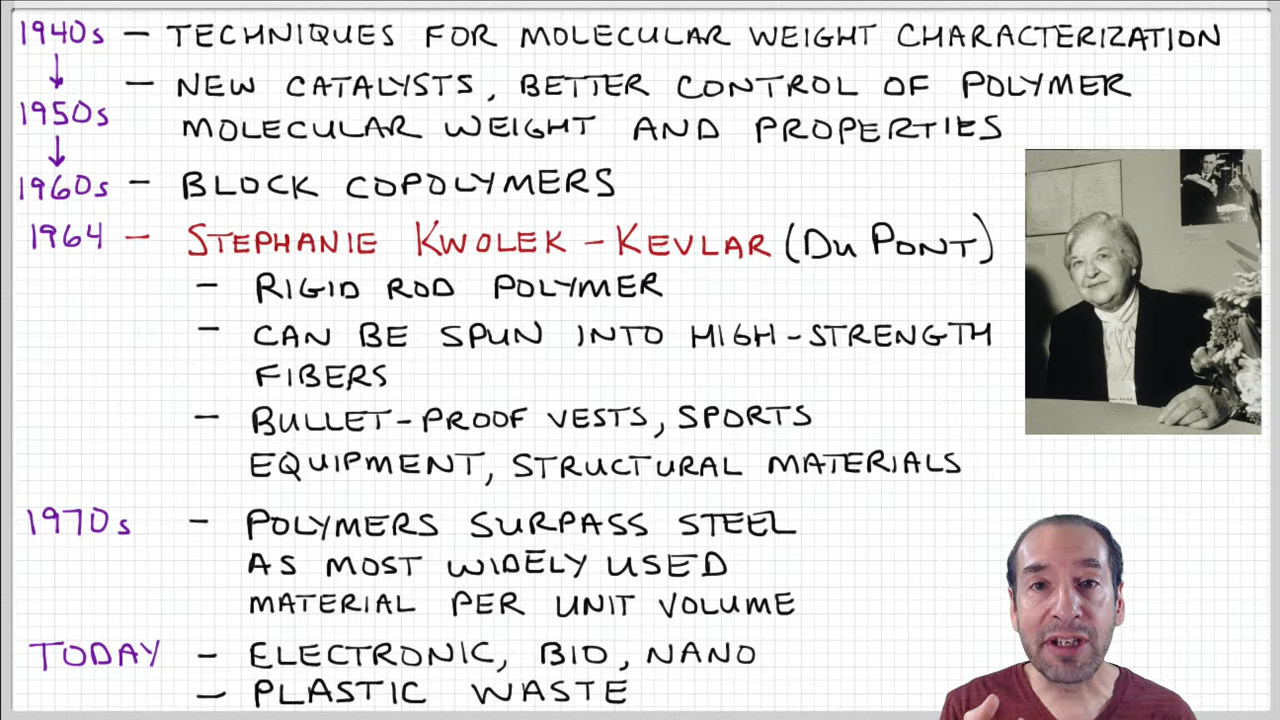 1940s - TECHNIQUES FOR MOLECULAR WEIGHT CHARACTERIZATION
- NEW CATALYSTS, BETTER CONTROL OF POLYMER
1950s
MOLECULAR WEIGHT AND PROPERTIES
1960s - BLOCK COPOLYMERS
1964 - STEPHANIE KWOLEK - KEVLAR (DU PONT)
- RIGID ROD POLYMER
- CAN BE SPUN INTO HIGH-STRENGTH
FIBERS
- BULLET-PROOF VESTS, SPORTS
EQUIPMENT, STRUCTURAL MATERIALS
1970s - POLYMERS SURPASS STEEL
AS MOST WIDELY USED
MATERIAL PER UNIT VOLUME
TODAY - ELECTRONIC, BIO, NANO
- PLASTIC WASTE